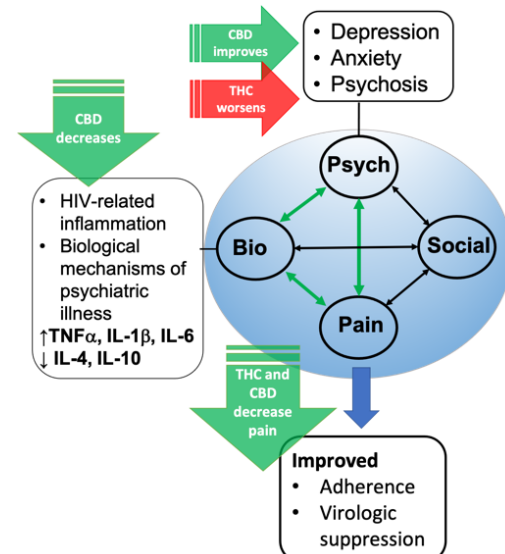 CBD
improves
• Depression
• Anxiety
• Psychosis
THC
worsens
CBD
decreases
Psych
• HIV-related
inflammation
• Biological
mechanisms of
psychiatric
illness
↑TNFα, IL-1β, IL-6
↓ IL-4, IL-10
Bio
Social
Pain
THC and
CBD
decrease
pain
Improved
• Adherence
• Virologic
suppression